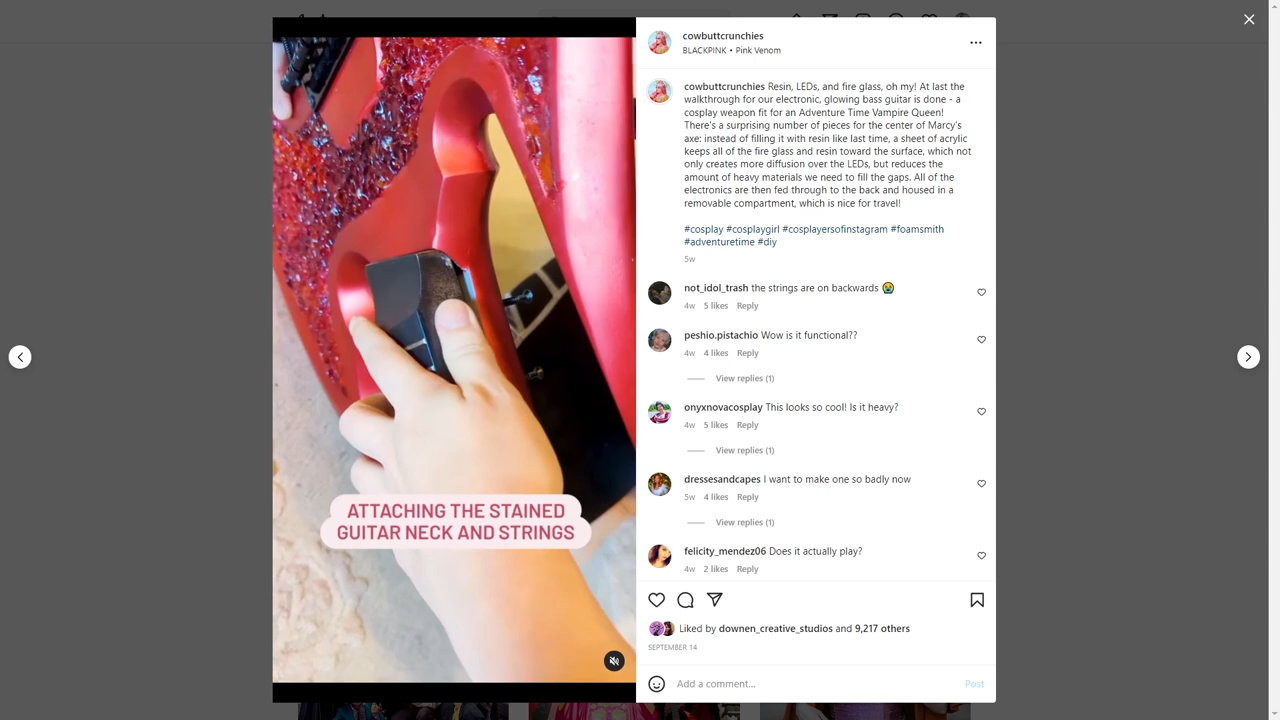 cowbuttcrunchies
BLACKPINK • Pink Venom
cowbuttcrunchies Resin, LEDs, and fire glass, oh my! At last the
walkthrough for our electronic, glowing bass guitar is done - a
cosplay weapon fit for an Adventure Time Vampire Queen!
There's a surprising number of pieces for the center of Marcy's
axe: instead of filling it with resin like last time, a sheet of acrylic
keeps all of the fire glass and resin toward the surface, which not
only creates more diffusion over the LEDs, but reduces the
amount of heavy materials we need to fill the gaps. All of the
electronics are then fed through to the back and housed in a
removable compartment, which is nice for travel!
#cosplay #cosplaygirl #cosplayersofinstagram #foamsmith
#adventuretime #diy
5w
not_idol_trash the strings are on backwards 😭
4w 5 likes Reply
peshio.pistachio Wow is it functional??
4w 4 likes Reply
View replies (1)
onyxnovacosplay This looks so cool! Is it heavy?
4w 5 likes Reply
View replies (1)
dressesandcapes I want to make one so badly now
5w 4 likes Reply
View replies (1)
felicity_mendez06 Does it actually play?
4w 2 likes Reply
ATTACHING THE STAINED
GUITAR NECK AND STRINGS
Liked by downen_creative_studios and 9,217 others
SEPTEMBER 14
Add a comment...
Post